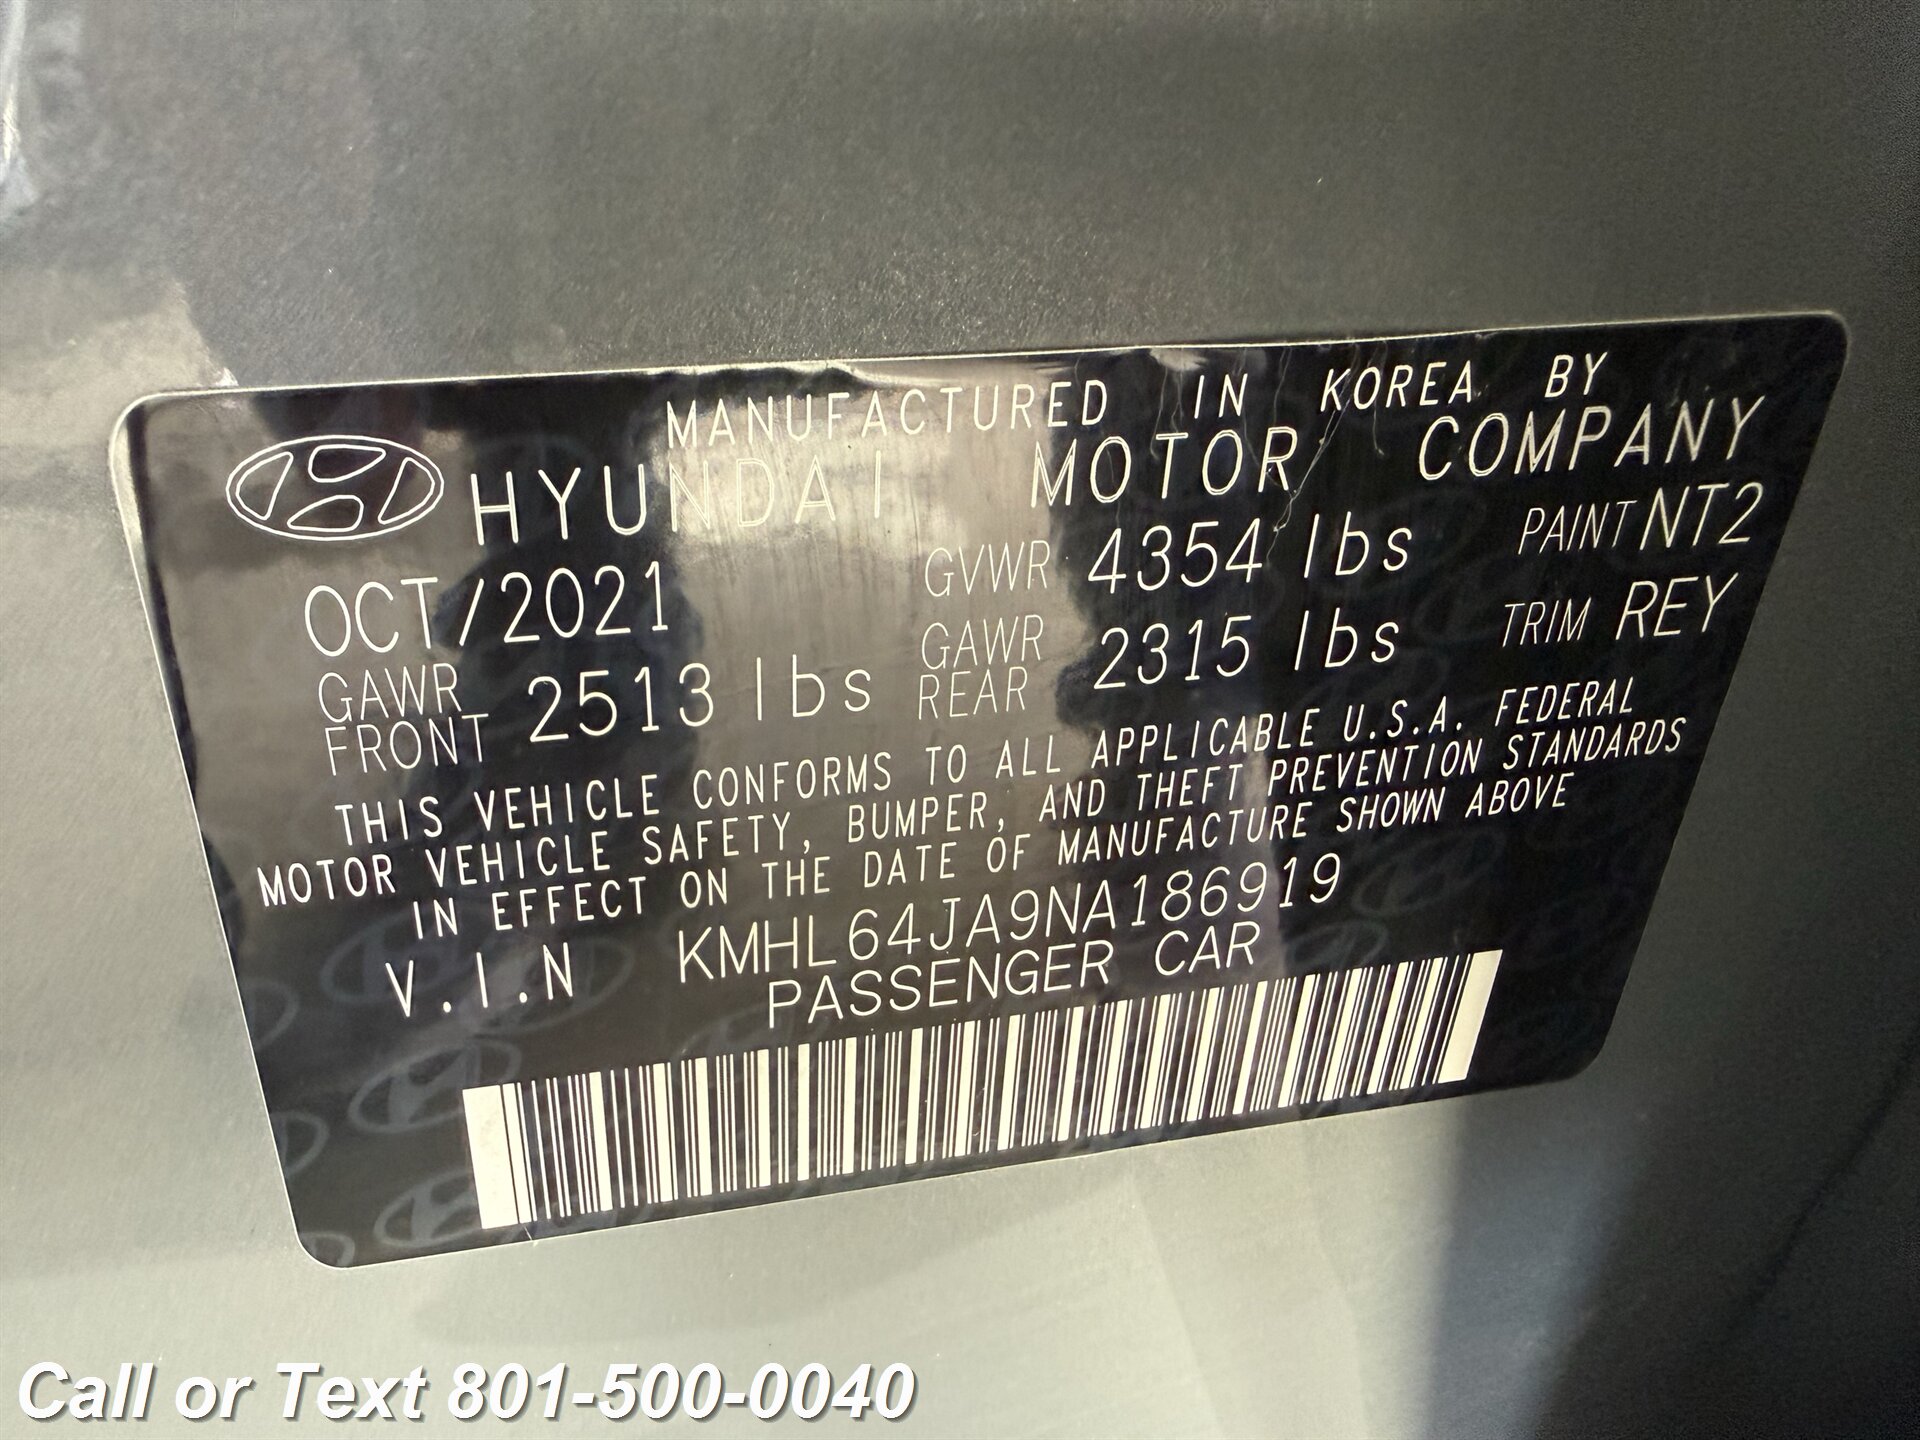 MANUFACTURED IN KOREA BY
HYUNDAI MOTOR COMPANY
OCT/2021 GVWR 4354 lbs PAINT NT2
GAWR FRONT 2513 lbs GAWR REAR 2315 lbs TRIM REY
THIS VEHICLE CONFORMS TO ALL APPLICABLE U.S.A. FEDERAL
MOTOR VEHICLE SAFETY, BUMPER, AND THEFT PREVENTION STANDARDS
IN EFFECT ON THE DATE OF MANUFACTURE SHOWN ABOVE
V.I.N KMHL64JA9NA186919
PASSENGER CAR
Call or Text 801-500-0040